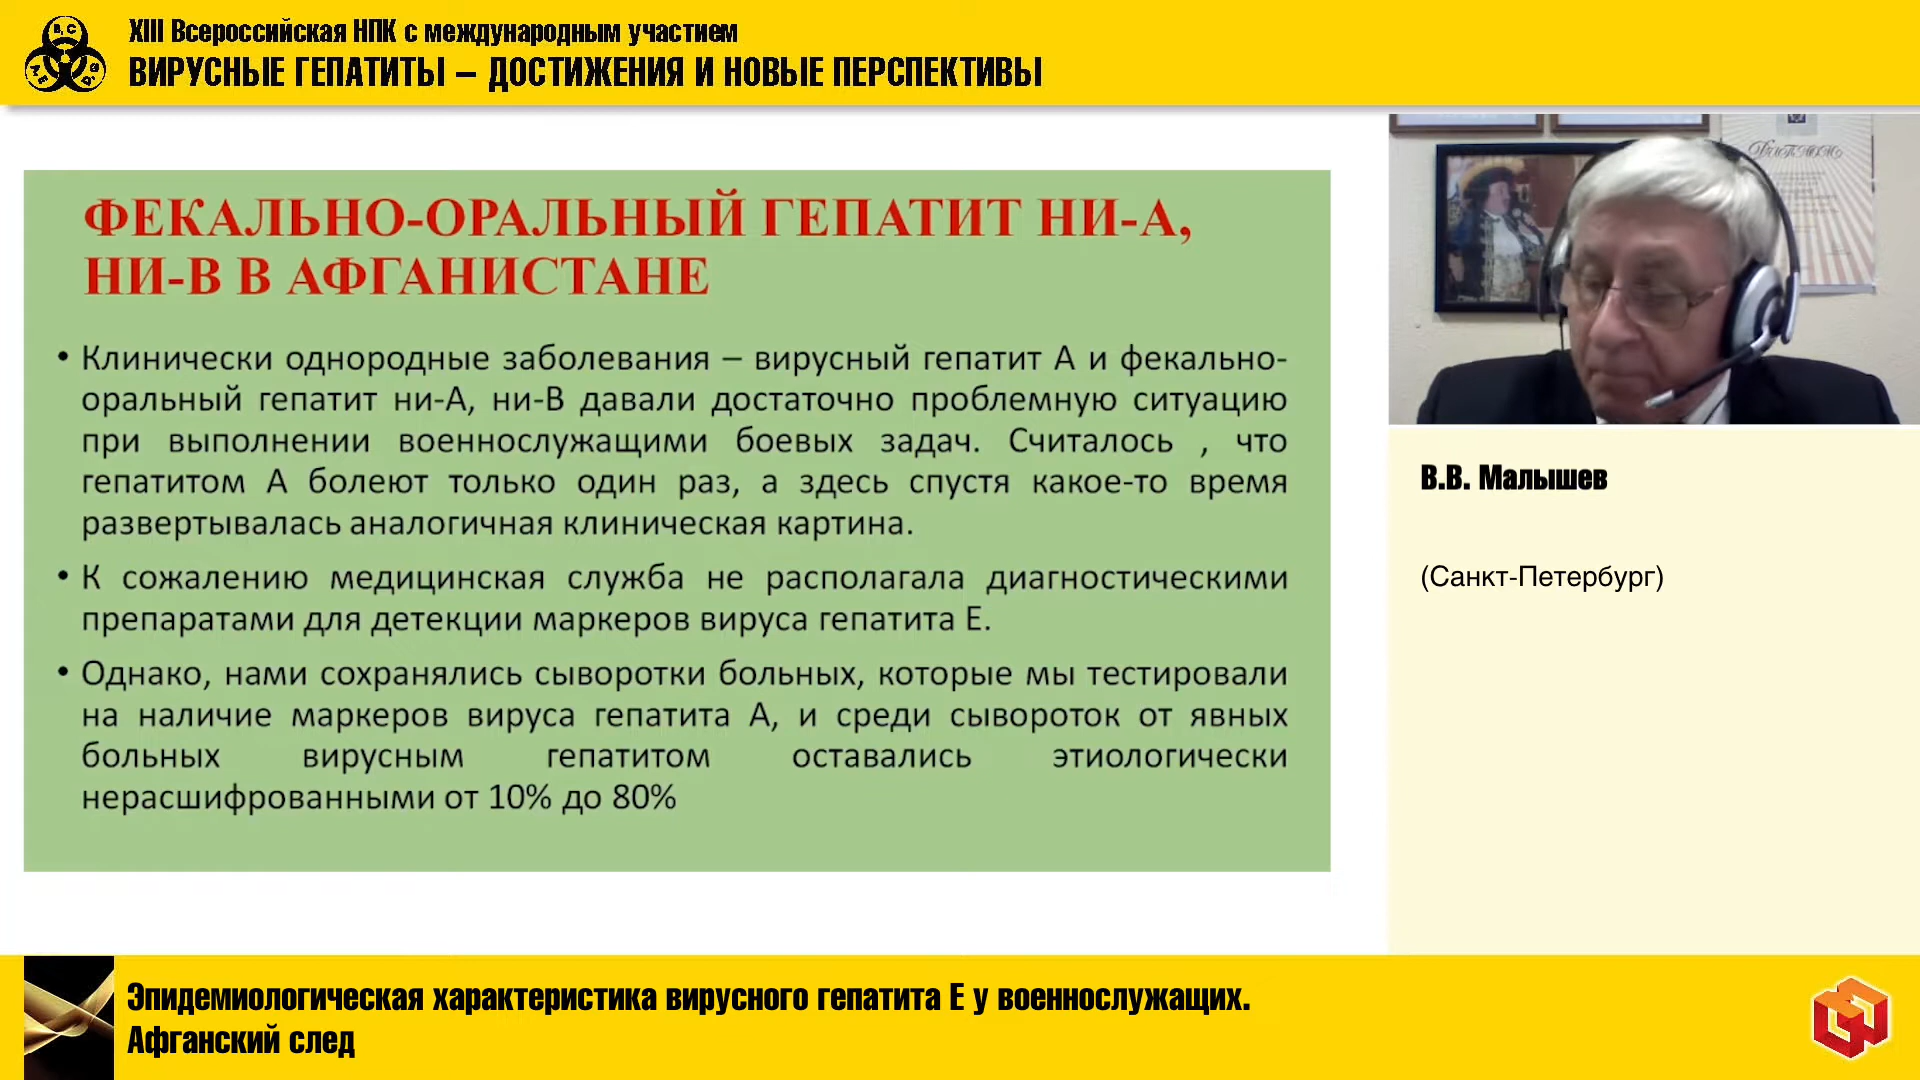 XIII Всероссийская НПК с международным участием
ВИРУСНЫЕ ГЕПАТИТЫ – ДОСТИЖЕНИЯ И НОВЫЕ ПЕРСПЕКТИВЫ
ФЕКАЛЬНО-ОРАЛЬНЫЙ ГЕПАТИТ НИ-А,
НИ-В В АФГАНИСТАНЕ
• Клинически однородные заболевания – вирусный гепатит А и фекально-
оральный гепатит ни-А, ни-В давали достаточно проблемную ситуацию
при выполнении военнослужащими боевых задач. Считалось , что
гепатитом А болеют только один раз, а здесь спустя какое-то время
развертывалась аналогичная клиническая картина.
• К сожалению медицинская служба не располагала диагностическими
препаратами для детекции маркеров вируса гепатита Е.
• Однако, нами сохранялись сыворотки больных, которые мы тестировали
на наличие маркеров вируса гепатита А, и среди сывороток от явных
больных вирусным гепатитом оставались этиологически
нерасшифрованными от 10% до 80%
В.В. Малышев
(Санкт-Петербург)
Эпидемиологическая характеристика вирусного гепатита Е у военнослужащих.
Афганский след